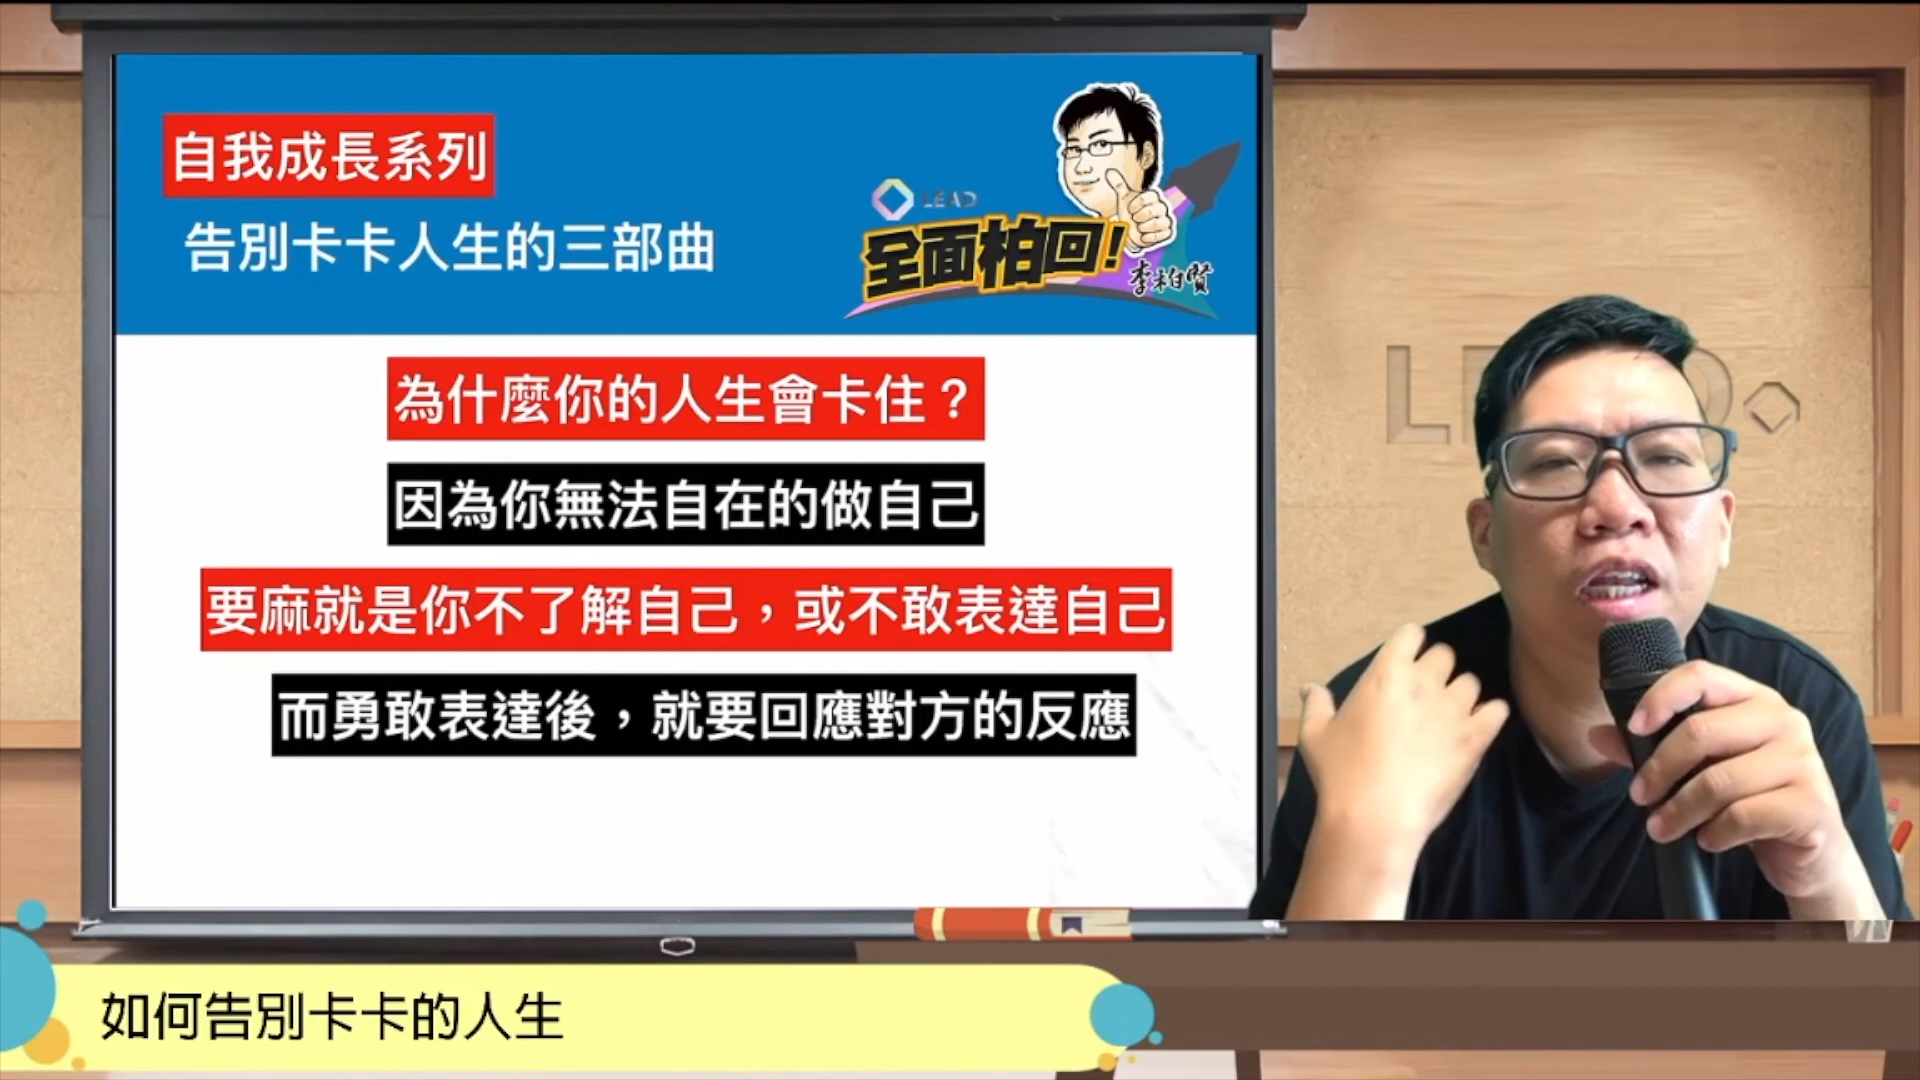 自我成長系列
告別卡卡人生的三部曲
LEAD
全面柏回!
李柏賢
為什麼你的人生會卡住？
因為你無法自在的做自己
要麻就是你不了解自己，或不敢表達自己
而勇敢表達後，就要回應對方的反應
如何告別卡卡的人生